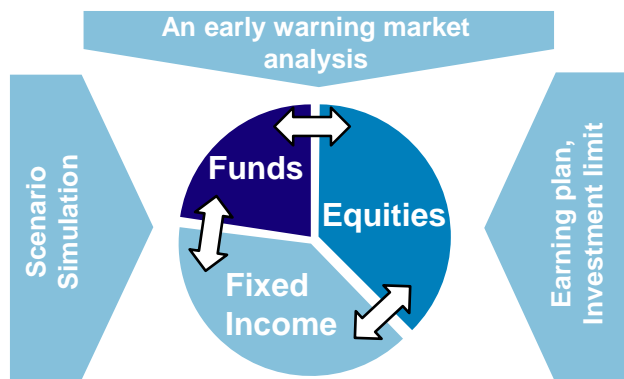 An early warning market
analysis
Scenario
Simulation
Funds
Equities
Fixed
Income
Earning plan,
Investment limit